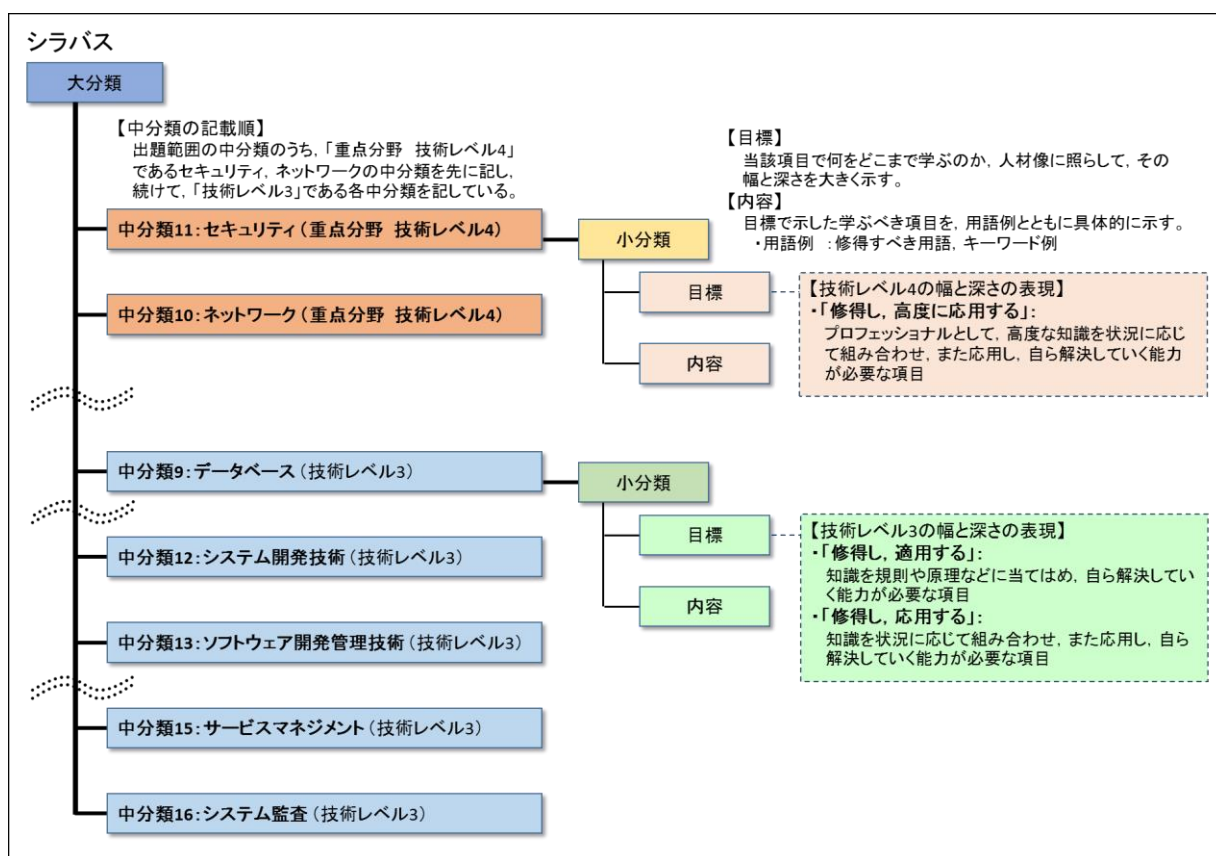 シラバス
大分類
【中分類の記載順】
出題範囲の中分類のうち，「重点分野　技術レベル4」
であるセキュリティ，ネットワークの中分類を先に記し，
続けて，「技術レベル3」である各中分類を記している。
【目標】
当該項目で何をどこまで学ぶのか，人材像に照らして，その
幅と深さを大きく示す。
【内容】
目標で示した学ぶべき項目を，用語例とともに具体的に示す。
・用語例　：修得すべき用語，キーワード例
中分類11：セキュリティ（重点分野　技術レベル4）
小分類
目標
内容
【技術レベル4の幅と深さの表現】
・「修得し，高度に応用する」：
プロフェッショナルとして，高度な知識を状況に応じ
て組み合わせ，また応用し，自ら解決していく能力
が必要な項目
中分類10：ネットワーク（重点分野　技術レベル4）
中分類9：データベース（技術レベル3）
小分類
目標
内容
【技術レベル3の幅と深さの表現】
・「修得し，適用する」：
知識を規則や原理などに当てはめ，自ら解決してい
く能力が必要な項目
・「修得し，応用する」：
知識を状況に応じて組み合わせ，また応用し，自ら
解決していく能力が必要な項目
中分類12：システム開発技術（技術レベル3）
中分類13：ソフトウェア開発管理技術（技術レベル3）
中分類15：サービスマネジメント（技術レベル3）
中分類16：システム監査（技術レベル3）